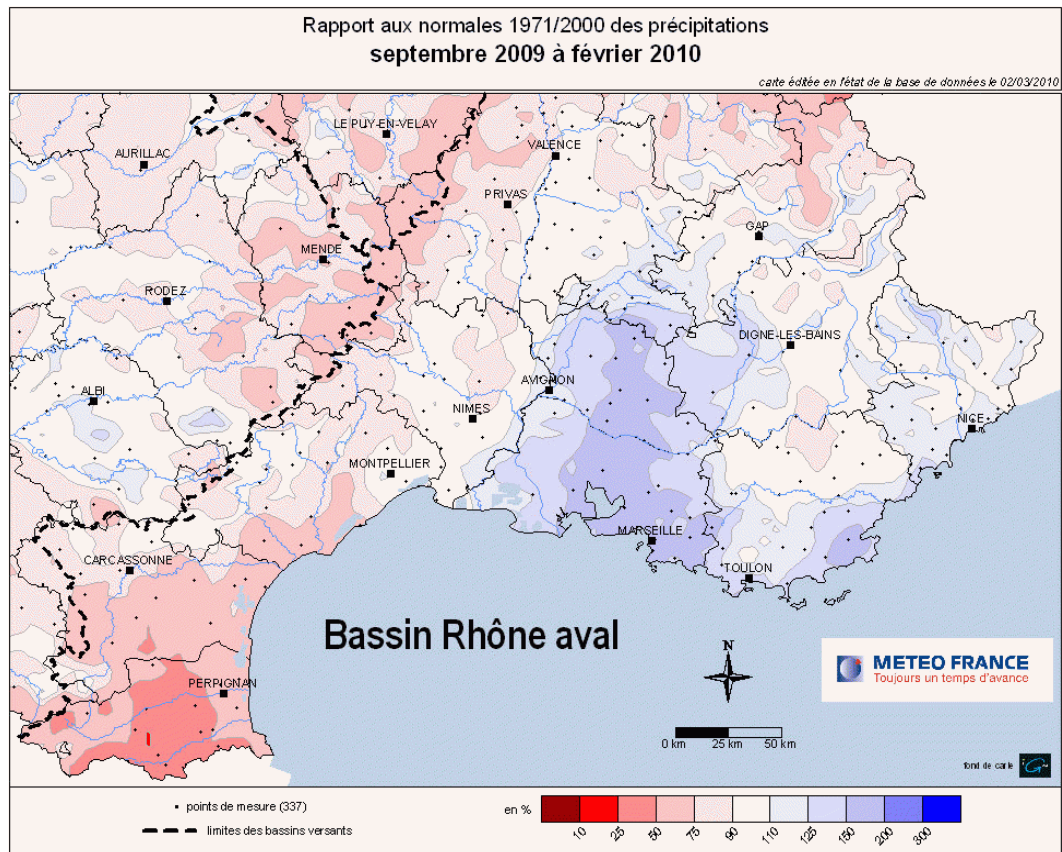 Rapport aux normales 1971/2000 des précipitations
septembre 2009 à février 2010
carte éditée en l'état de la base de données le 02/03/2010
LE PUY-EN-VELAY
AURILLAC
VALENCE
PRIVAS
GAP
MENDE
RODEZ
DIGNE-LES-BAINS
AVIGNON
ALBI
NIMES
NICE
MONTPELLIER
MARSEILLE
CARCASSONNE
TOULON
Bassin Rhône aval
N
METEO FRANCE
Toujours un temps d'avance
PERPIGNAN
0 km 25 km 50 km
fond de carte
points de mesure (337)
en %
limites des bassins versants
10 25 50 75 90 110 125 150 200 300